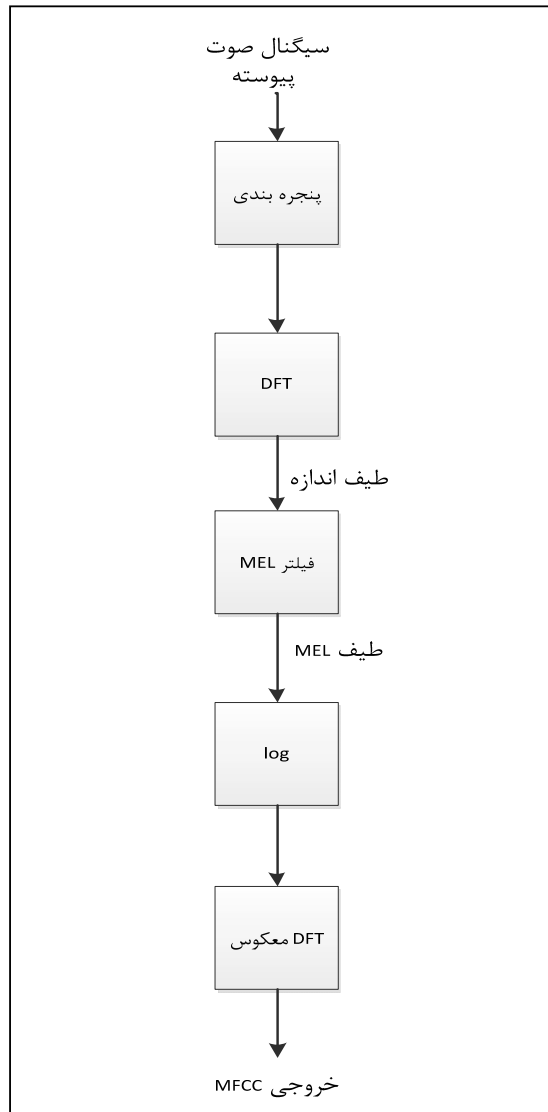 سیگنال صوت
پیوسته
پنجره بندی
DFT
طیف اندازه
فیلتر MEL
طیف MEL
log
DFT معکوس
خروجی MFCC